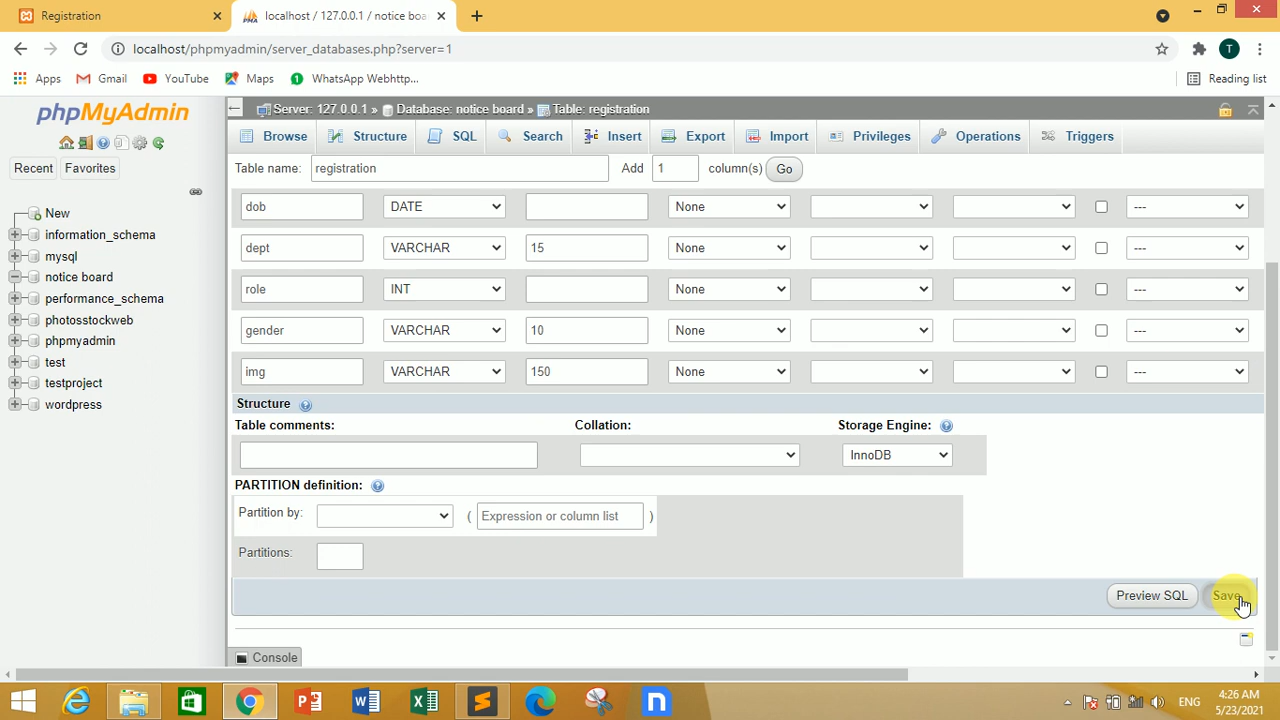 Registration
localhost / 127.0.0.1 / notice boa
localhost/phpmyadmin/server_databases.php?server=1
T
Apps
Gmail
YouTube
Maps
1
WhatsApp Webhttp...
Reading list
phpMyAdmin
Recent
Favorites
New
information_schema
mysql
notice board
performance_schema
photosstockweb
phpmyadmin
test
testproject
wordpress
Server: 127.0.0.1 » Database: notice board » Table: registration
Browse
Structure
SQL
Search
Insert
Export
Import
Privileges
Operations
Triggers
Table name: registration Add 1 column(s) Go
dob DATE None ---
dept VARCHAR 15 None ---
role INT None ---
gender VARCHAR 10 None ---
img VARCHAR 150 None ---
Structure
Table comments: Collation: Storage Engine:
InnoDB
PARTITION definition:
Partition by: ( Expression or column list )
Partitions:
Preview SQL Save
Console
ENG
4:26 AM
5/23/2021